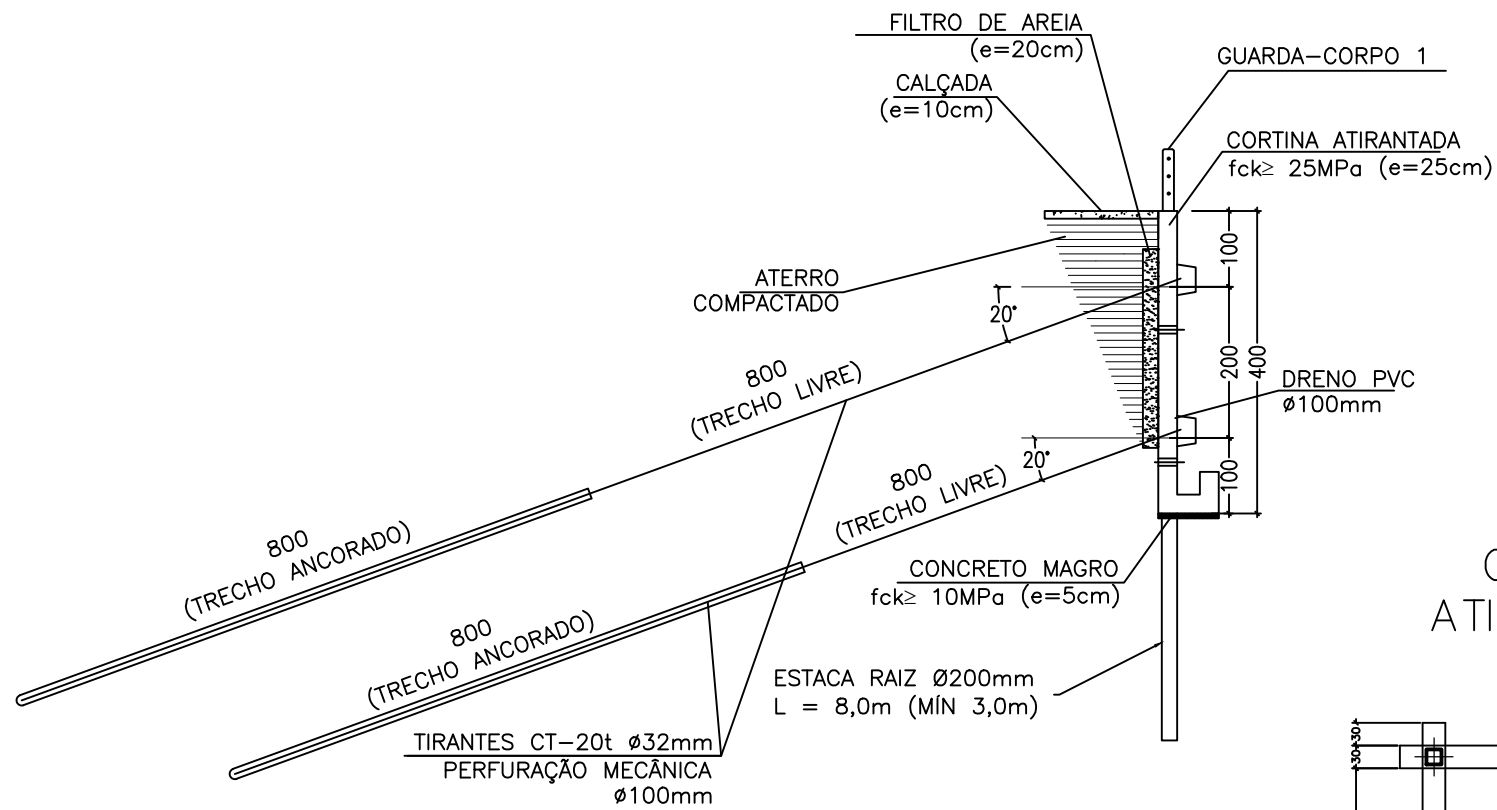 FILTRO DE AREIA
(e=20cm)
GUARDA-CORPO 1
CALÇADA
(e=10cm)
CORTINA ATIRANTADA
fck≥ 25MPa (e=25cm)
ATERRO
COMPACTADO
100
20°
200
400
800
(TRECHO LIVRE)
DRENO PVC
Ø100mm
20°
100
800
(TRECHO LIVRE)
800
(TRECHO ANCORADO)
CONCRETO MAGRO
fck≥ 10MPa (e=5cm)
C
ATI
800
(TRECHO ANCORADO)
ESTACA RAIZ Ø200mm
L = 8,0m (MÍN 3,0m)
TIRANTES CT-20t Ø32mm
PERFURAÇÃO MECÂNICA
Ø100mm
30
30